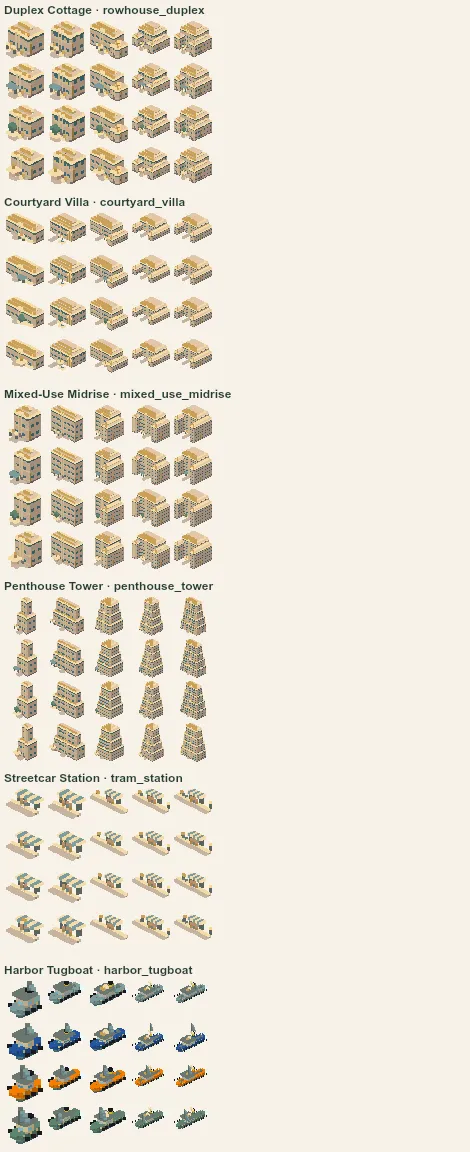 Duplex Cottage · rowhouse_duplex
Courtyard Villa · courtyard_villa
Mixed-Use Midrise · mixed_use_midrise
Penthouse Tower · penthouse_tower
Streetcar Station · tram_station
Harbor Tugboat · harbor_tugboat